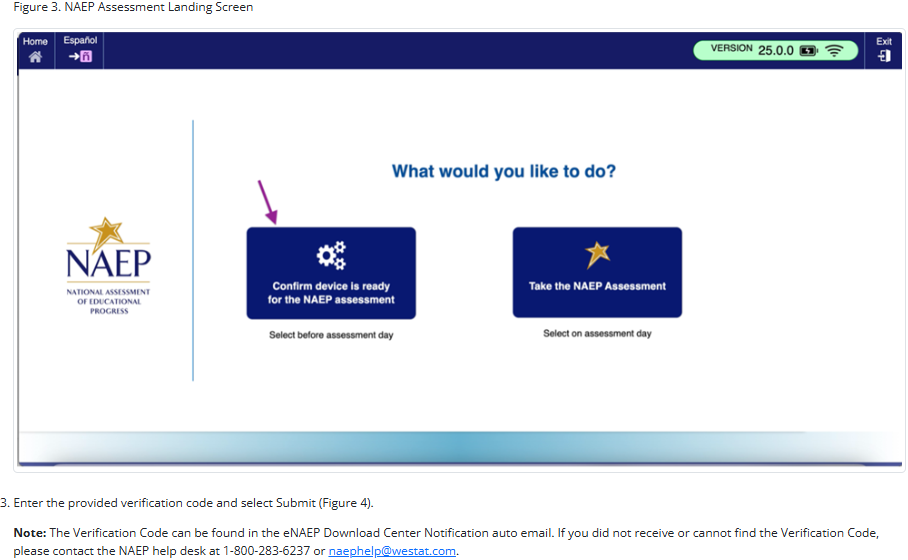 Figure 3. NAEP Assessment Landing Screen
Home
Español
VERSION 25.0.0
Exit
What would you like to do?
NAEP
NATIONAL ASSESSMENT
OF EDUCATIONAL
PROGRESS
Confirm device is ready
for the NAEP assessment
Select before assessment day
Take the NAEP Assessment
Select on assessment day
3. Enter the provided verification code and select Submit (Figure 4).
Note: The Verification Code can be found in the eNAEP Download Center Notification auto email. If you did not receive or cannot find the Verification Code,
please contact the NAEP help desk at 1-800-283-6237 or naephelp@westat.com.